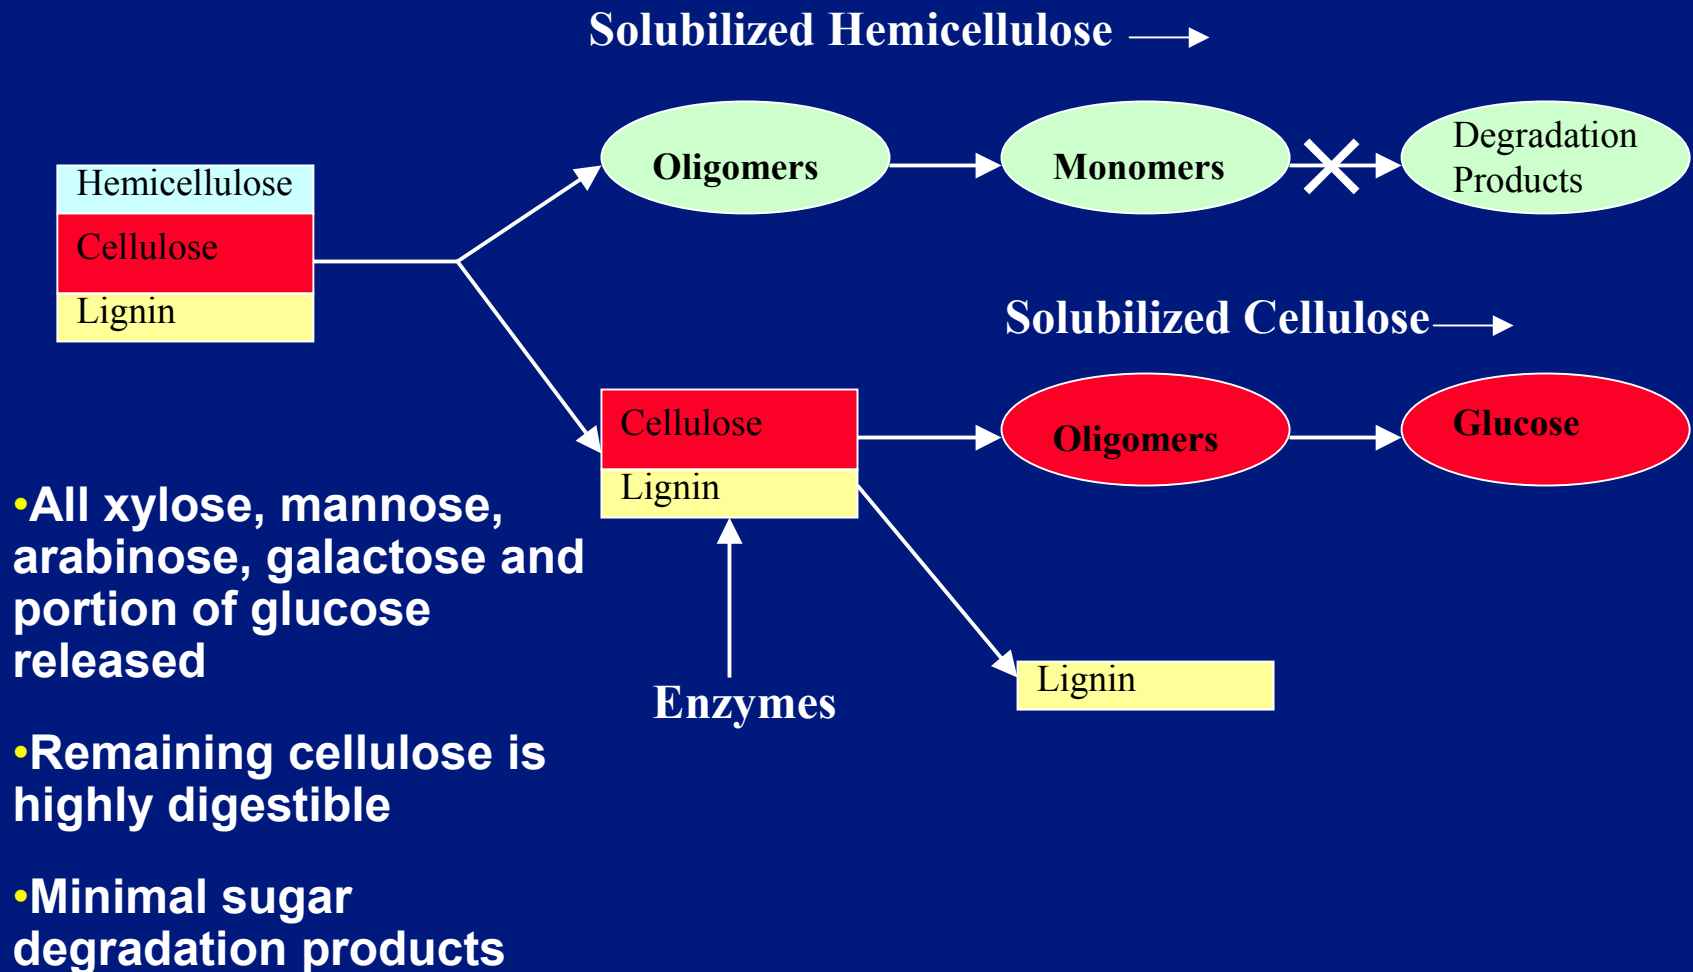 Solubilized Hemicellulose
Hemicellulose
Cellulose
Lignin
Oligomers
Monomers
Degradation
Products
Solubilized Cellulose
Cellulose
Lignin
Oligomers
Glucose
Enzymes
Lignin
•All xylose, mannose,
arabinose, galactose and
portion of glucose
released
•Remaining cellulose is
highly digestible
•Minimal sugar
degradation products